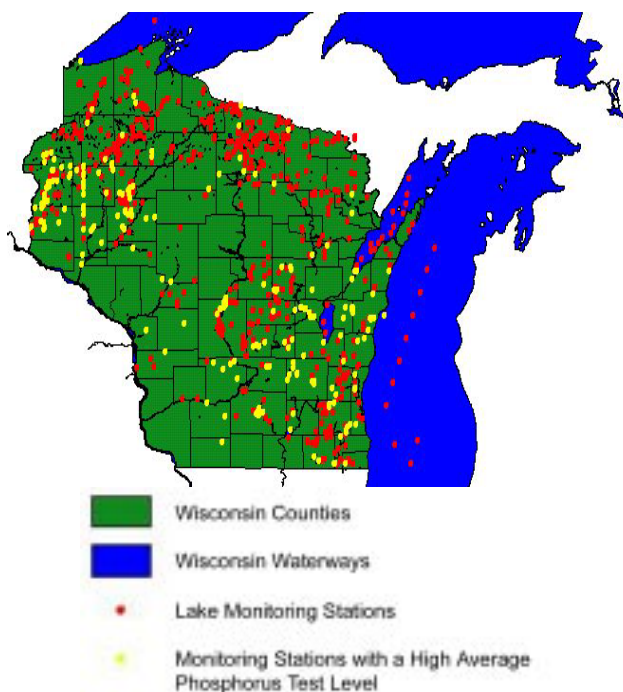 Wisconsin Counties
Wisconsin Waterways
Lake Monitoring Stations
Monitoring Stations with a High Average
Phosphorus Test Level